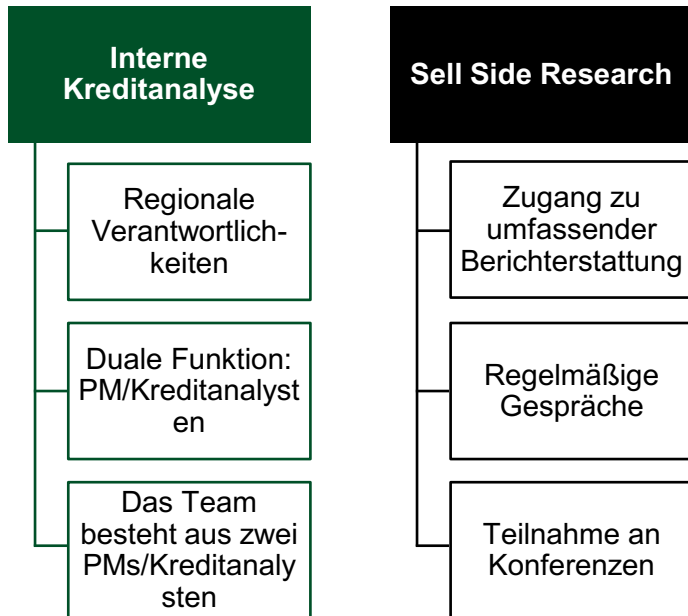 Interne
Kreditanalyse
Regionale
Verantwortlich-
keiten
Duale Funktion:
PM/Kreditanalyst
en
Das Team
besteht aus zwei
PMs/Kreditanaly
sten
Sell Side Research
Zugang zu
umfassender
Berichterstattung
Regelmäßige
Gespräche
Teilnahme an
Konferenzen